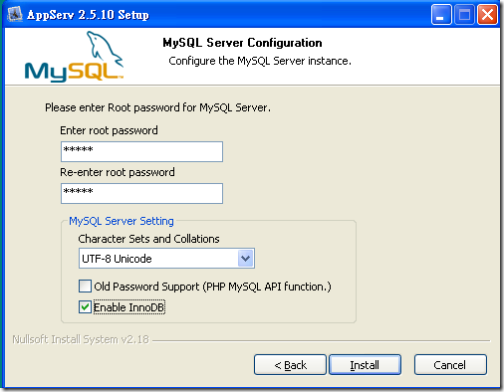 AppServ 2.5.10 Setup
MySQL
MySQL Server Configuration
Configure the MySQL Server instance.
Please enter Root password for MySQL Server.
Enter root password
*****
Re-enter root password
*****
MySQL Server Setting
Character Sets and Collations
UTF-8 Unicode
Old Password Support (PHP MySQL API function.)
Enable InnoDB
Nullsoft Install System v2.18
< Back
Install
Cancel